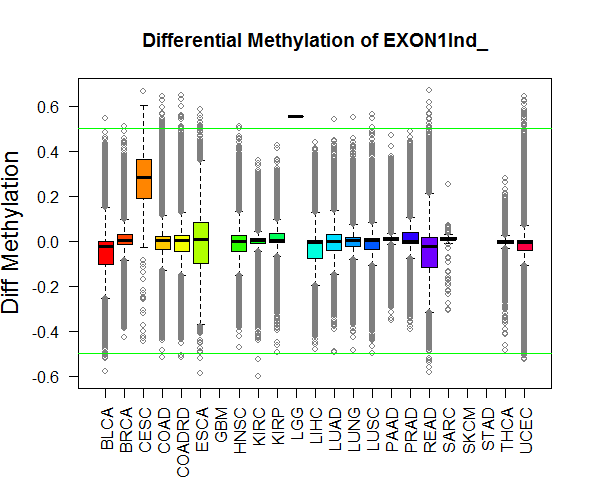 Differential Methylation of EXON1Ind_
Diff Methylation
0.6
0.4
0.2
0.0
-0.2
-0.4
-0.6
BLCA
BRCA
CESC
COAD
COADRD
ESCA
GBM
HNSC
KIRC
KIRP
LGG
LIHC
LUAD
LUNG
LUSC
PAAD
PRAD
READ
SARC
SKCM
STAD
THCA
UCEC